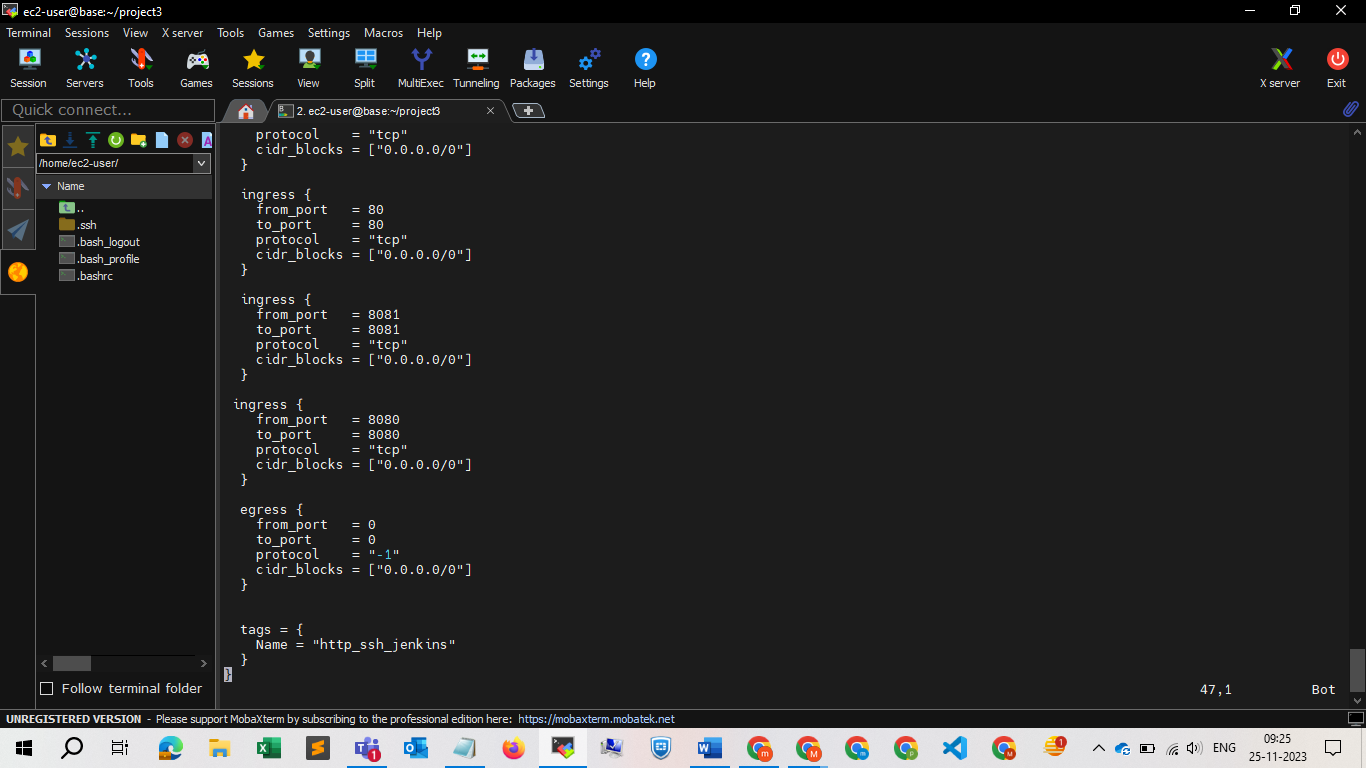 ec2-user@base:~/project3
Terminal Sessions View X server Tools Games Settings Macros Help
Session Servers Tools Games Sessions View Split MultiExec Tunneling Packages Settings Help X server Exit
Quick connect...
2. ec2-user@base:~/project3
/home/ec2-user/
Name
..
.ssh
.bash_logout
.bash_profile
.bashrc
Follow terminal folder
    protocol    = "tcp"
    cidr_blocks = ["0.0.0.0/0"]
  }

  ingress {
    from_port   = 80
    to_port     = 80
    protocol    = "tcp"
    cidr_blocks = ["0.0.0.0/0"]
  }

  ingress {
    from_port   = 8081
    to_port     = 8081
    protocol    = "tcp"
    cidr_blocks = ["0.0.0.0/0"]
  }

 ingress {
    from_port   = 8080
    to_port     = 8080
    protocol    = "tcp"
    cidr_blocks = ["0.0.0.0/0"]
  }

  egress {
    from_port   = 0
    to_port     = 0
    protocol    = "-1"
    cidr_blocks = ["0.0.0.0/0"]
  }

  tags = {
    Name = "http_ssh_jenkins"
  }
}
47,1 Bot
UNREGISTERED VERSION - Please support MobaXterm by subscribing to the professional edition here: https://mobaxterm.mobatek.net
ENG
09:25
25-11-2023